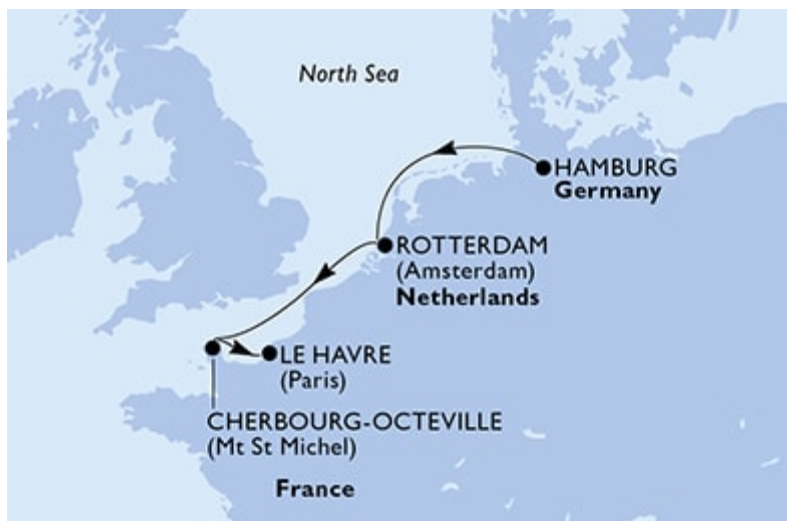 North Sea
HAMBURG
Germany
ROTTERDAM
(Amsterdam)
Netherlands
LE HAVRE
(Paris)
CHERBOURG-OCTEVILLE
(Mt St Michel)
France